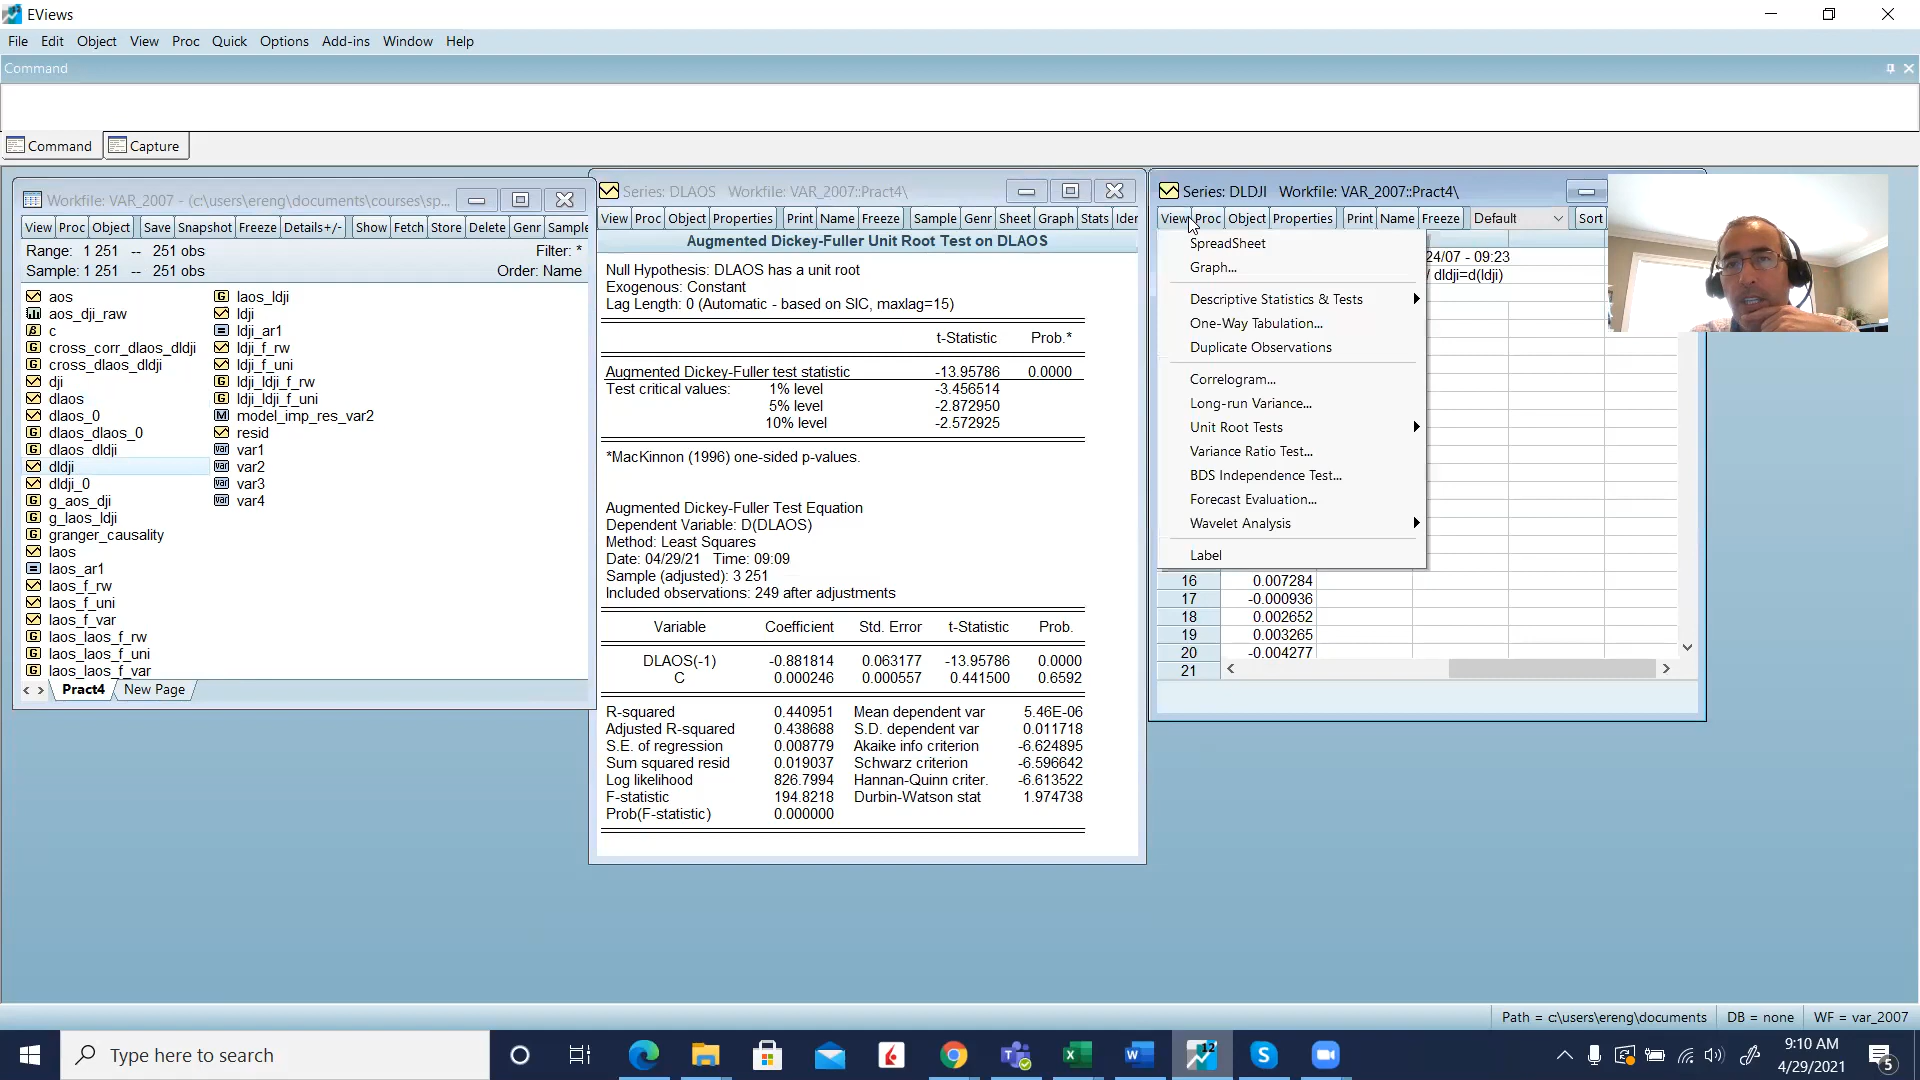 EViews
File Edit Object View Proc Quick Options Add-ins Window Help
Command
Command Capture
Workfile: VAR_2007 - (c:\users\ereng\documents\courses\sp...
View Proc Object Save Snapshot Freeze Details+/- Show Fetch Store Delete Genr Sample
Range: 1 251 -- 251 obs Filter: *
Sample: 1 251 -- 251 obs Order: Name
aos
aos_dji_raw
c
cross_corr_dlaos_dldji
cross_dlaos_dldji
dji
dlaos
dlaos_0
dlaos_dlaos_0
dlaos_dldji
dldji
dldji_0
g_aos_dji
g_laos_ldji
granger_causality
laos
laos_ar1
laos_f_rw
laos_f_uni
laos_f_var
laos_laos_f_rw
laos_laos_f_uni
laos_laos_f_var
laos_ldji
ldji
ldji_ar1
ldji_f_rw
ldji_f_uni
ldji_ldji_f_rw
ldji_ldji_f_uni
model_imp_res_var2
resid
var1
var2
var3
var4
Pract4 New Page
Series: DLAOS Workfile: VAR_2007::Pract4\
View Proc Object Properties Print Name Freeze Sample Genr Sheet Graph Stats Iden
Augmented Dickey-Fuller Unit Root Test on DLAOS
Null Hypothesis: DLAOS has a unit root
Exogenous: Constant
Lag Length: 0 (Automatic - based on SIC, maxlag=15)
t-Statistic Prob.*
Augmented Dickey-Fuller test statistic -13.95786 0.0000
Test critical values: 1% level -3.456514
5% level -2.872950
10% level -2.572925
*MacKinnon (1996) one-sided p-values.
Augmented Dickey-Fuller Test Equation
Dependent Variable: D(DLAOS)
Method: Least Squares
Date: 04/29/21 Time: 09:09
Sample (adjusted): 3 251
Included observations: 249 after adjustments
Variable Coefficient Std. Error t-Statistic Prob.
DLAOS(-1) -0.881814 0.063177 -13.95786 0.0000
C 0.000246 0.000557 0.441500 0.6592
R-squared 0.440951 Mean dependent var 5.46E-06
Adjusted R-squared 0.438688 S.D. dependent var 0.011718
S.E. of regression 0.008779 Akaike info criterion -6.624895
Sum squared resid 0.019037 Schwarz criterion -6.596642
Log likelihood 826.7994 Hannan-Quinn criter. -6.613522
F-statistic 194.8218 Durbin-Watson stat 1.974738
Prob(F-statistic) 0.000000
Series: DLDJI Workfile: VAR_2007::Pract4\
View Proc Object Properties Print Name Freeze Default Sort
24/07 - 09:23
/ dldji=d(ldji)
SpreadSheet
Graph...
Descriptive Statistics & Tests
One-Way Tabulation...
Duplicate Observations
Correlogram...
Long-run Variance...
Unit Root Tests
Variance Ratio Test...
BDS Independence Test...
Forecast Evaluation...
Wavelet Analysis
Label
16 0.007284
17 -0.000936
18 0.002652
19 0.003265
20 -0.004277
21
Path = c:\users\ereng\documents DB = none WF = var_2007
Type here to search
12
9:10 AM
4/29/2021
5